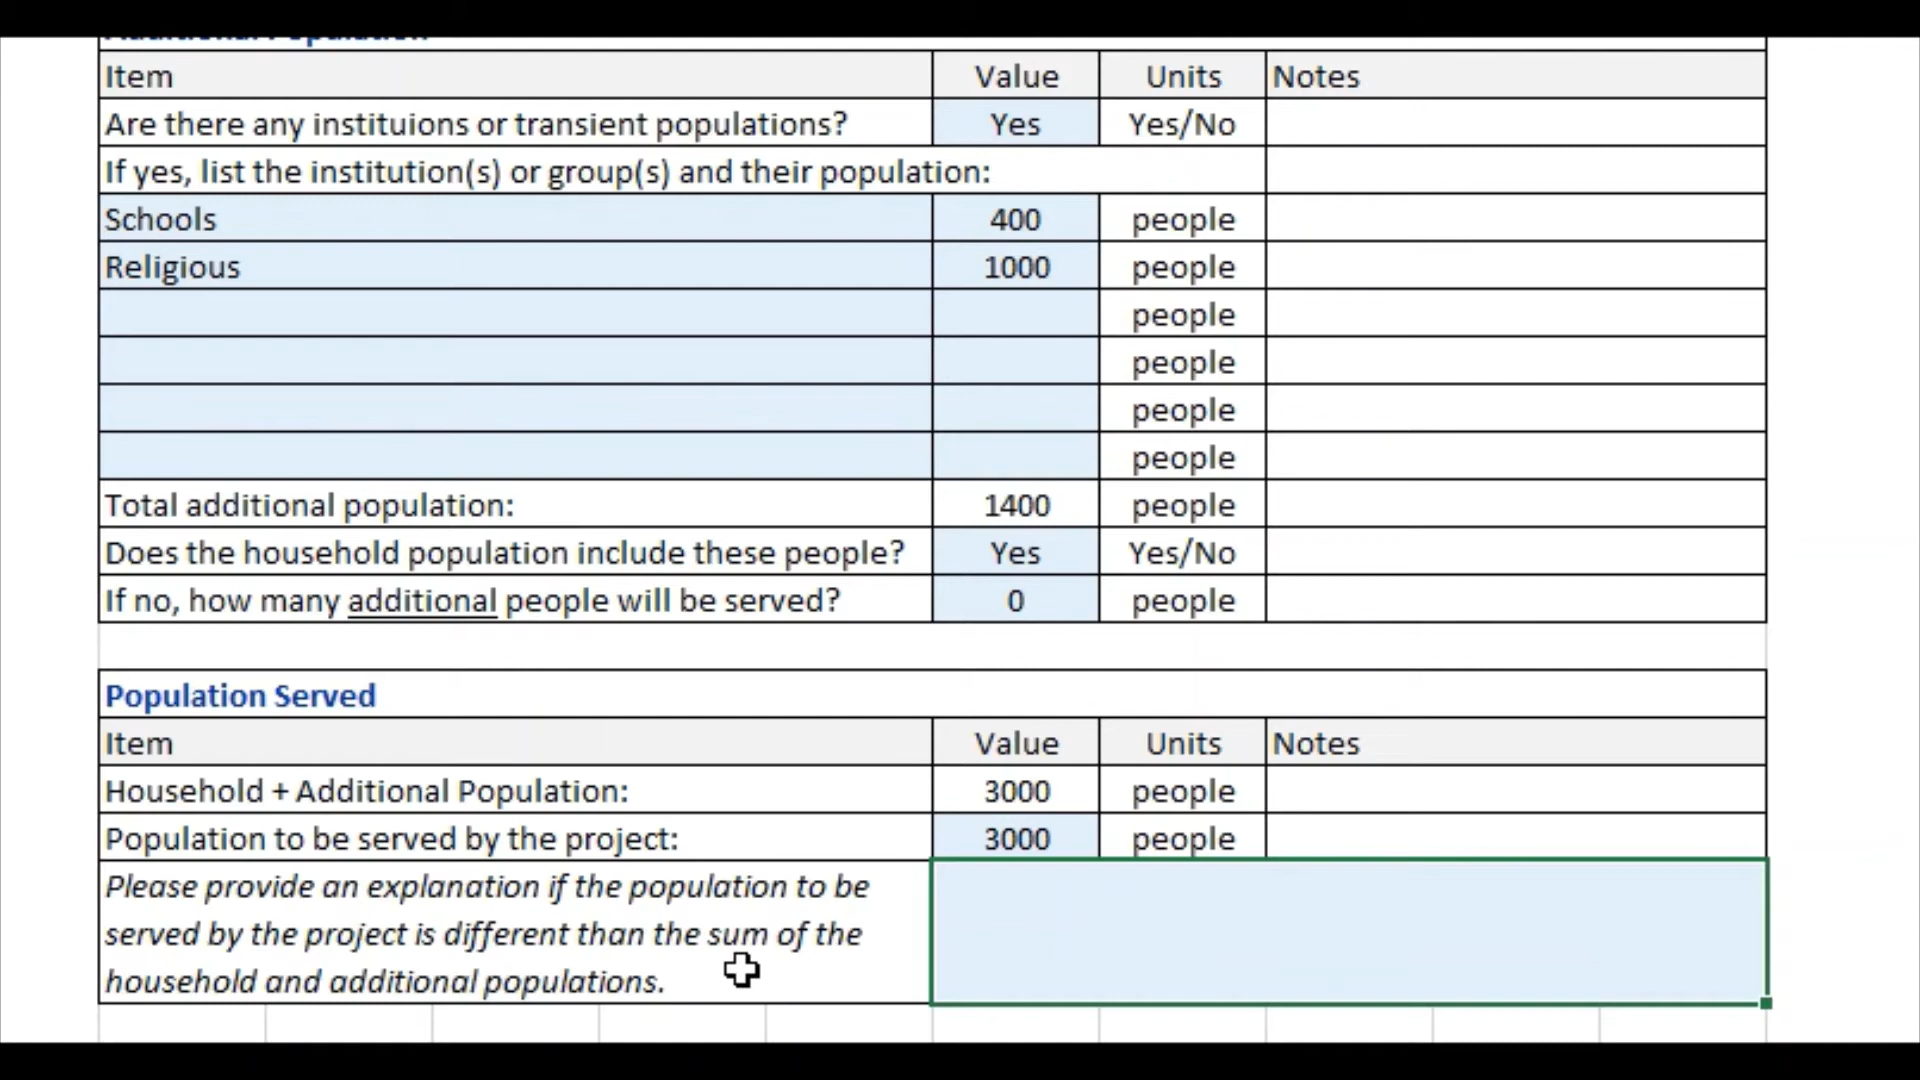 Additional Population
Item Value Units Notes
Are there any instituions or transient populations? Yes Yes/No
If yes, list the institution(s) or group(s) and their population:
Schools 400 people
Religious 1000 people
people
people
people
people
Total additional population: 1400 people
Does the household population include these people? Yes Yes/No
If no, how many additional people will be served? 0 people
Population Served
Item Value Units Notes
Household + Additional Population: 3000 people
Population to be served by the project: 3000 people
Please provide an explanation if the population to be
served by the project is different than the sum of the
household and additional populations.